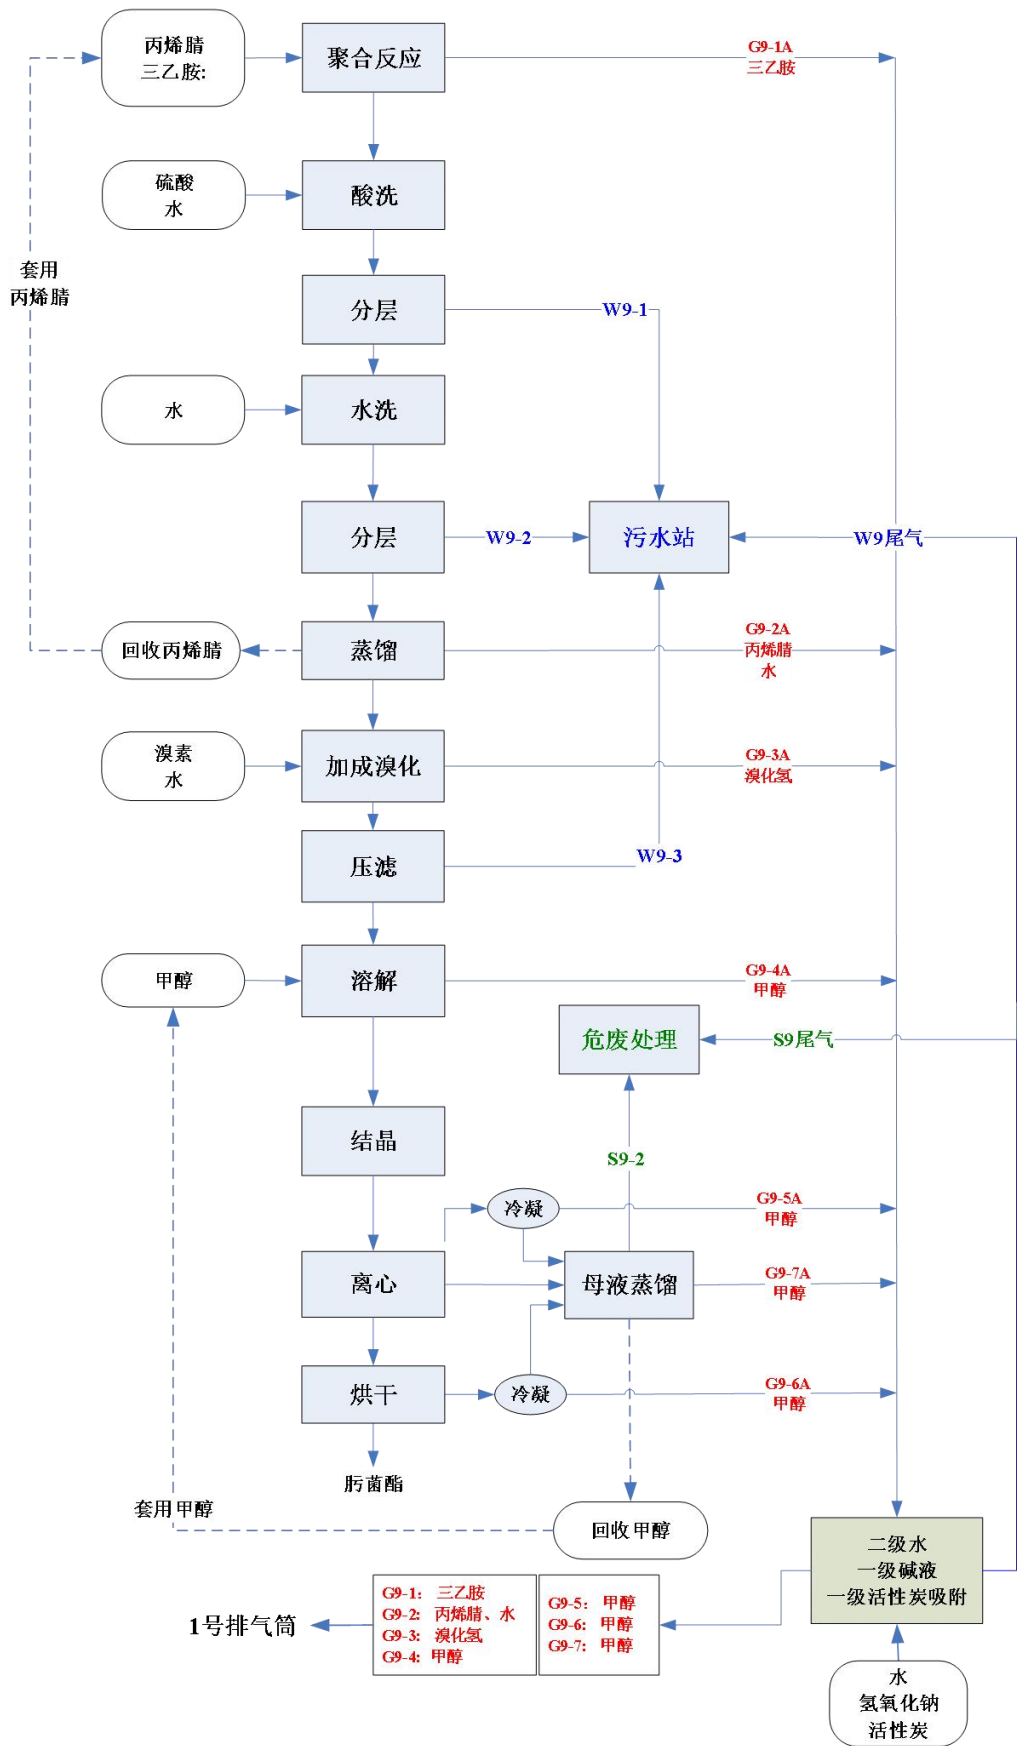 丙烯腈
三乙胺:
聚合反应
G9-1A
三乙胺
硫酸
水
酸洗
套用
丙烯腈
分层
W9-1
水
水洗
分层
W9-2
污水站
W9尾气
回收丙烯腈
蒸馏
G9-2A
丙烯腈
水
溴素
水
加成溴化
G9-3A
溴化氢
压滤
W9-3
甲醇
溶解
G9-4A
甲醇
危废处理
S9尾气
结晶
S9-2
冷凝
G9-5A
甲醇
离心
母液蒸馏
G9-7A
甲醇
烘干
冷凝
G9-6A
甲醇
肟菌酯
套用甲醇
回收甲醇
二级水
一级碱液
一级活性炭吸附
1号排气筒
G9-1： 三乙胺
G9-2： 丙烯腈、水
G9-3： 溴化氢
G9-4: 甲醇
G9-5： 甲醇
G9-6: 甲醇
G9-7: 甲醇
水
氢氧化钠
活性炭